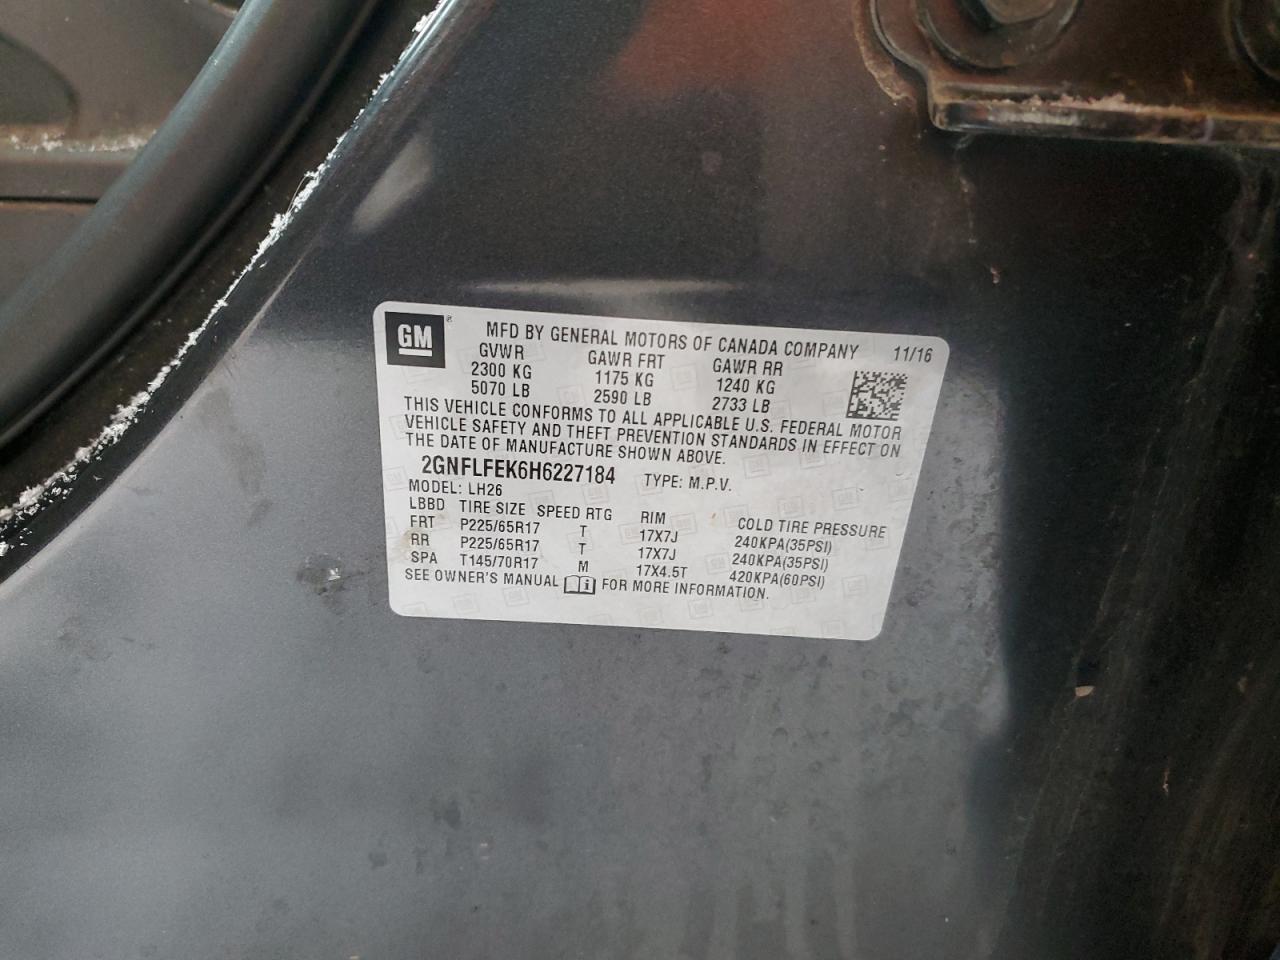 GM ® MFD BY GENERAL MOTORS OF CANADA COMPANY 11/16
GVWR GAWR FRT GAWR RR
2300 KG 1175 KG 1240 KG
5070 LB 2590 LB 2733 LB
THIS VEHICLE CONFORMS TO ALL APPLICABLE U.S. FEDERAL MOTOR
VEHICLE SAFETY AND THEFT PREVENTION STANDARDS IN EFFECT ON
THE DATE OF MANUFACTURE SHOWN ABOVE.
2GNFLFEK6H6227184 TYPE: M.P.V.
MODEL: LH26
LBBD TIRE SIZE SPEED RTG RIM COLD TIRE PRESSURE
FRT P225/65R17 T 17X7J 240KPA(35PSI)
RR P225/65R17 T 17X7J 240KPA(35PSI)
SPA T145/70R17 M 17X4.5T 420KPA(60PSI)
SEE OWNER'S MANUAL i FOR MORE INFORMATION.